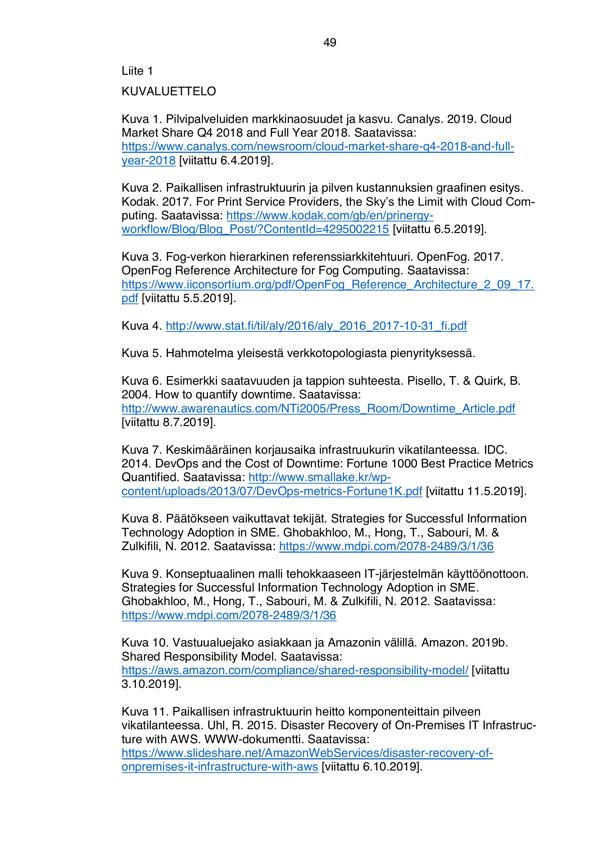 49
Liite 1
KUVALUETTELO
Kuva 1. Pilvipalveluiden markkinaosuudet ja kasvu. Canalys. 2019. Cloud
Market Share Q4 2018 and Full Year 2018. Saatavissa:
https://www.canalys.com/newsroom/cloud-market-share-q4-2018-and-full-
year-2018 [viitattu 6.4.2019].
Kuva 2. Paikallisen infrastruktuurin ja pilven kustannuksien graafinen esitys.
Kodak. 2017. For Print Service Providers, the Sky's the Limit with Cloud Com-
puting. Saatavissa: https://www.kodak.com/gb/en/prinergy-
workflow/Blog/Blog_Post/?ContentId=4295002215 [viitattu 6.5.2019].
Kuva 3. Fog-verkon hierarkinen referenssiarkkitehtuuri. OpenFog. 2017.
OpenFog Reference Architecture for Fog Computing. Saatavissa:
https://www.iiconsortium.org/pdf/OpenFog_Reference_Architecture_2_09_17.
pdf [viitattu 5.5.2019].
Kuva 4. http://www.stat.fi/til/aly/2016/aly_2016_2017-10-31_fi.pdf
Kuva 5. Hahmotelma yleisestä verkkotopologiasta pienyrityksessä.
Kuva 6. Esimerkki saatavuuden ja tappion suhteesta. Pisello, T. & Quirk, B.
2004. How to quantify downtime. Saatavissa:
http://www.awarenautics.com/NTi2005/Press_Room/Downtime_Article.pdf
[viitattu 8.7.2019].
Kuva 7. Keskimääräinen korjausaika infrastruukurin vikatilanteessa. IDC.
2014. DevOps and the Cost of Downtime: Fortune 1000 Best Practice Metrics
Quantified. Saatavissa: http://www.smallake.kr/wp-
content/uploads/2013/07/DevOps-metrics-Fortune1K.pdf [viitattu 11.5.2019].
Kuva 8. Päätökseen vaikuttavat tekijät. Strategies for Successful Information
Technology Adoption in SME. Ghobakhloo, M., Hong, T., Sabouri, M. &
Zulkifili, N. 2012. Saatavissa: https://www.mdpi.com/2078-2489/3/1/36
Kuva 9. Konseptuaalinen malli tehokkaaseen IT-järjestelmän käyttöönottoon.
Strategies for Successful Information Technology Adoption in SME.
Ghobakhloo, M., Hong, T., Sabouri, M. & Zulkifili, N. 2012. Saatavissa:
https://www.mdpi.com/2078-2489/3/1/36
Kuva 10. Vastuualuejako asiakkaan ja Amazonin välillä. Amazon. 2019b.
Shared Responsibility Model. Saatavissa:
https://aws.amazon.com/compliance/shared-responsibility-model/ [viitattu
3.10.2019].
Kuva 11. Paikallisen infrastruktuurin heitto komponenteittain pilveen
vikatilanteessa. Uhl, R. 2015. Disaster Recovery of On-Premises IT Infrastruc-
ture with AWS. WWW-dokumentti. Saatavissa:
https://www.slideshare.net/AmazonWebServices/disaster-recovery-of-
onpremises-it-infrastructure-with-aws [viitattu 6.10.2019].